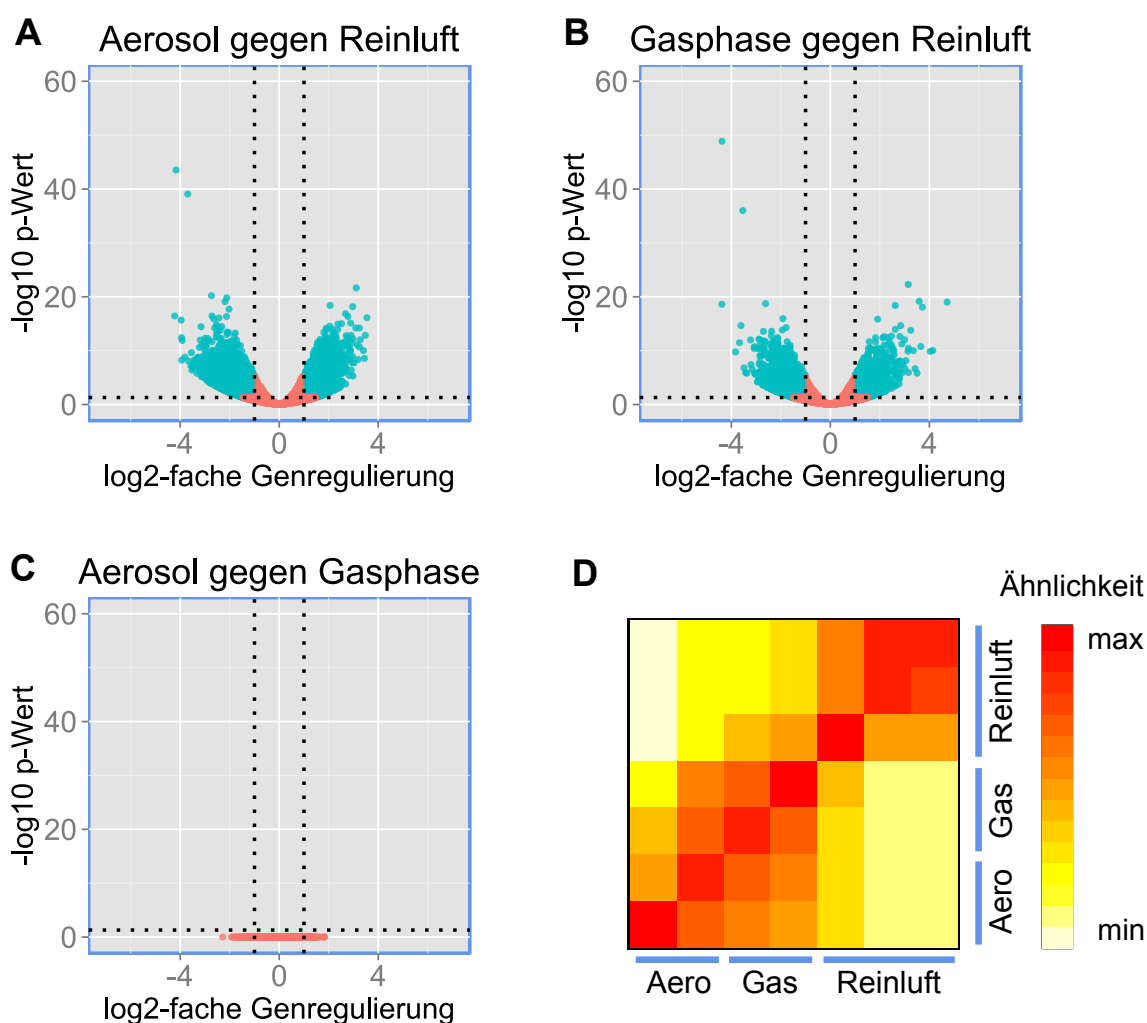 A
Aerosol gegen Reinluft
60
40
20
0
-4
0
4
-log10 p-Wert
log2-fache Genregulierung
B
Gasphase gegen Reinluft
60
40
20
0
-4
0
4
-log10 p-Wert
log2-fache Genregulierung
C
Aerosol gegen Gasphase
60
40
20
0
-4
0
4
-log10 p-Wert
log2-fache Genregulierung
D
Ähnlichkeit
max
min
Reinluft
Gas
Aero
Aero
Gas
Reinluft